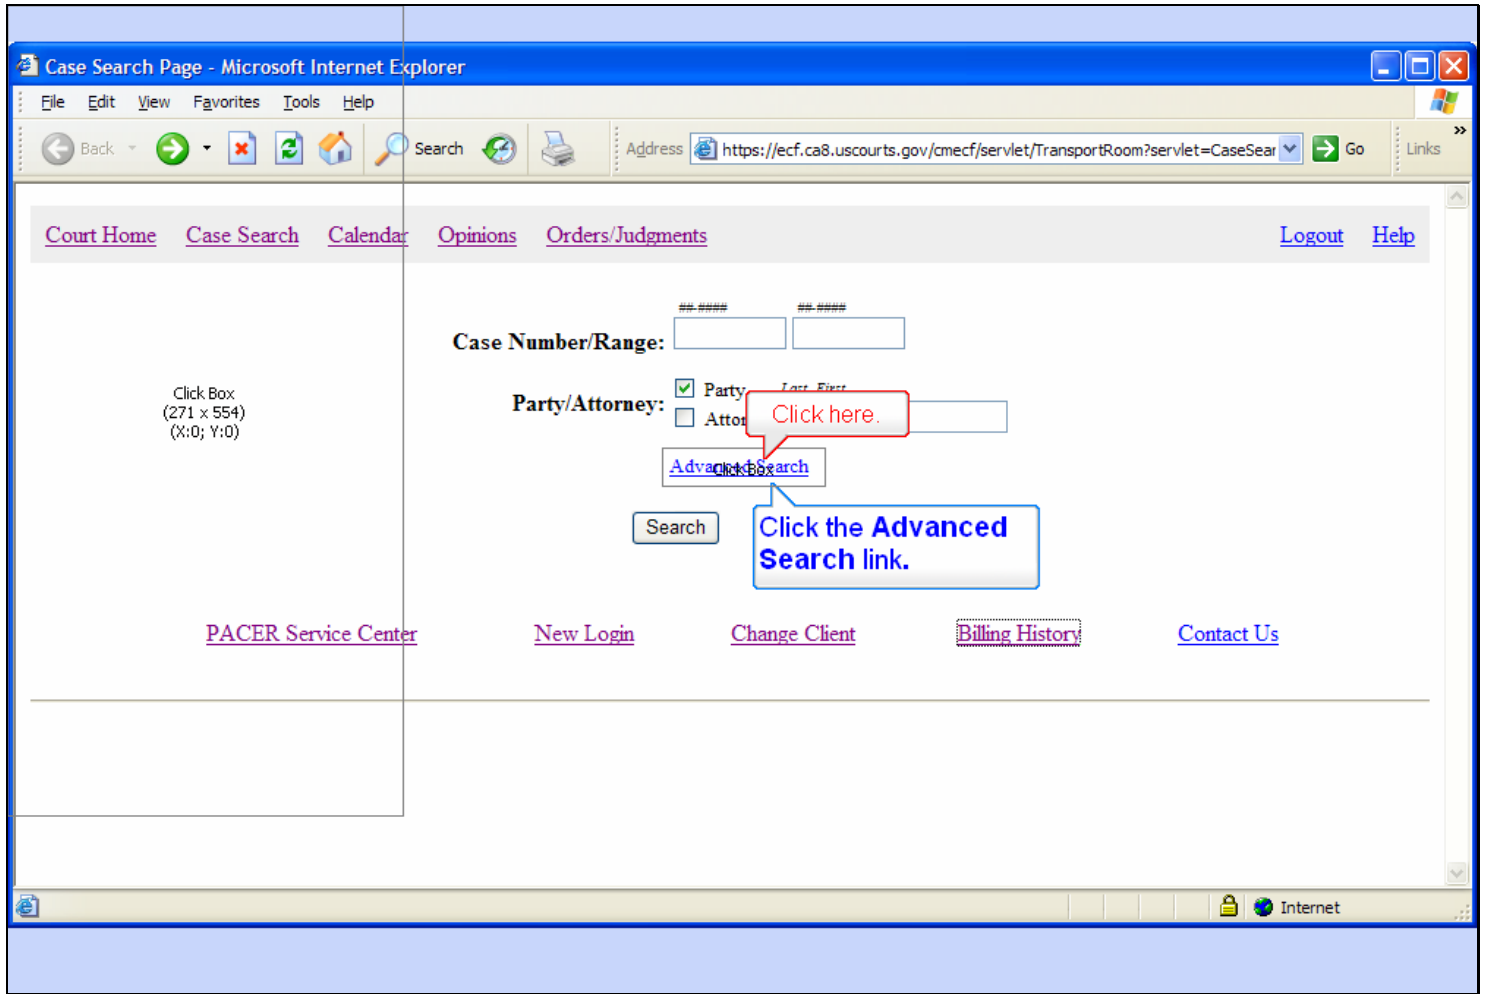 Case Search Page - Microsoft Internet Explorer
File Edit View Favorites Tools Help
Back Search Address https://ecf.ca8.uscourts.gov/cmecf/servlet/TransportRoom?servlet=CaseSear Go Links »
Court Home Case Search Calendar Opinions Orders/Judgments Logout Help
##-#### ##-####
Case Number/Range:
Click Box
(271 x 554)
(X:0; Y:0)
Party/Attorney:
Party Last, First
Attor
Click here.
Advanced Search
Click Box
Search
Click the Advanced
Search link.
PACER Service Center New Login Change Client Billing History Contact Us
Internet